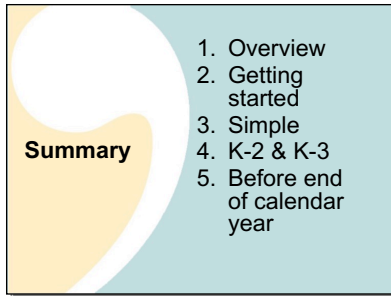 Summary
1. Overview
2. Getting
started
3. Simple
4. K-2 & K-3
5. Before end
of calendar
year